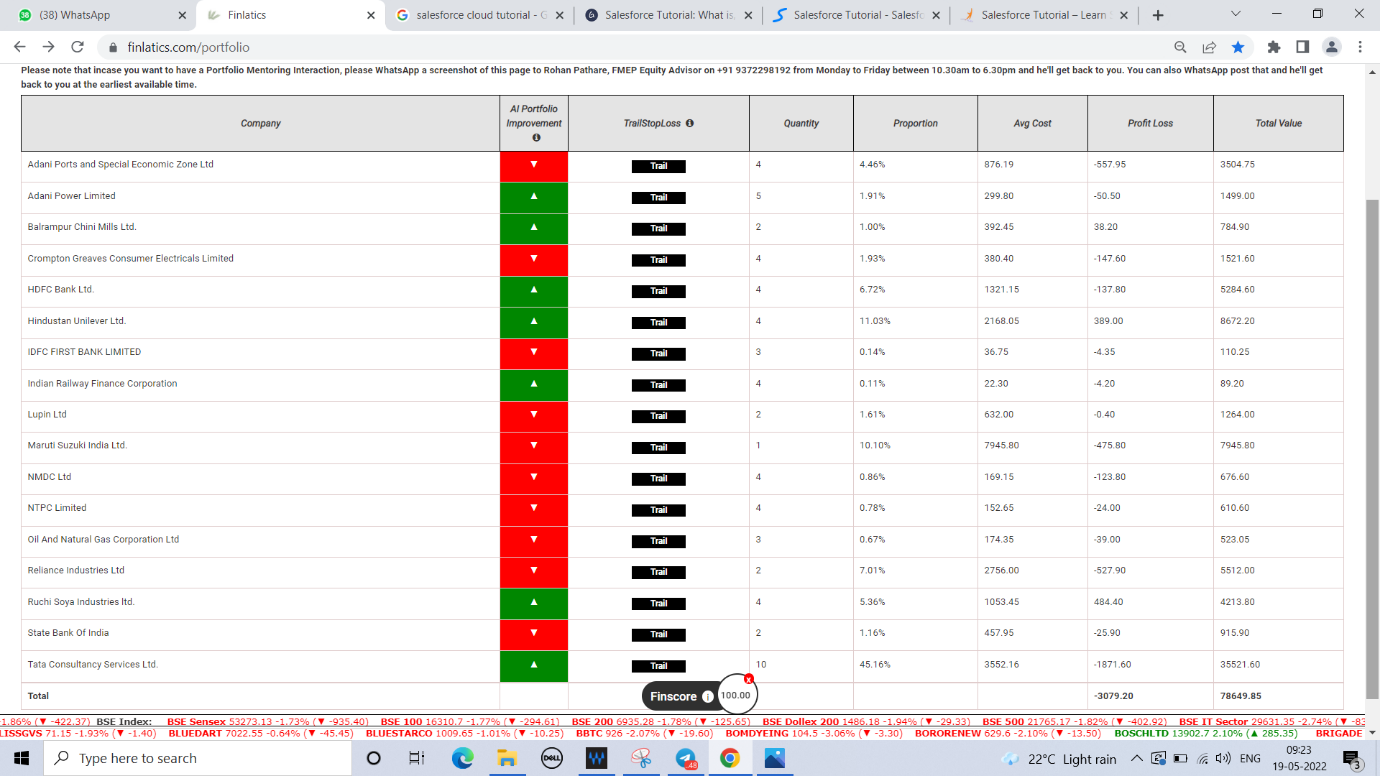 (38) WhatsApp
Finlatics
salesforce cloud tutorial - G
Salesforce Tutorial: What is
Salesforce Tutorial - Salesfo
Salesforce Tutorial – Learn
finlatics.com/portfolio
Please note that incase you want to have a Portfolio Mentoring Interaction, please WhatsApp a screenshot of this page to Rohan Pathare, FMEP Equity Advisor on +91 9372298192 from Monday to Friday between 10.30am to 6.30pm and he'll get back to you. You can also WhatsApp post that and he'll get
back to you at the earliest available time.
Company AI Portfolio Improvement TrailStopLoss Quantity Proportion Avg Cost Profit Loss Total Value
Adani Ports and Special Economic Zone Ltd ▼ Trail 4 4.46% 876.19 -557.95 3504.75
Adani Power Limited ▲ Trail 5 1.91% 299.80 -50.50 1499.00
Balrampur Chini Mills Ltd. ▲ Trail 2 1.00% 392.45 38.20 784.90
Crompton Greaves Consumer Electricals Limited ▼ Trail 4 1.93% 380.40 -147.60 1521.60
HDFC Bank Ltd. ▲ Trail 4 6.72% 1321.15 -137.80 5284.60
Hindustan Unilever Ltd. ▲ Trail 4 11.03% 2168.05 389.00 8672.20
IDFC FIRST BANK LIMITED ▼ Trail 3 0.14% 36.75 -4.35 110.25
Indian Railway Finance Corporation ▲ Trail 4 0.11% 22.30 -4.20 89.20
Lupin Ltd ▼ Trail 2 1.61% 632.00 -0.40 1264.00
Maruti Suzuki India Ltd. ▼ Trail 1 10.10% 7945.80 -475.80 7945.80
NMDC Ltd ▼ Trail 4 0.86% 169.15 -123.80 676.60
NTPC Limited ▼ Trail 4 0.78% 152.65 -24.00 610.60
Oil And Natural Gas Corporation Ltd ▼ Trail 3 0.67% 174.35 -39.00 523.05
Reliance Industries Ltd ▼ Trail 2 7.01% 2756.00 -527.90 5512.00
Ruchi Soya Industries ltd. ▲ Trail 4 5.36% 1053.45 484.40 4213.80
State Bank Of India ▼ Trail 2 1.16% 457.95 -25.90 915.90
Tata Consultancy Services Ltd. ▲ Trail 10 45.16% 3552.16 -1871.60 35521.60
Total -3079.20 78649.85
Finscore i 100.00 x
-1.86% (▼ -422.37) BSE Index: BSE Sensex 53273.13 -1.73% (▼ -935.40) BSE 100 16310.7 -1.77% (▼ -294.61) BSE 200 6935.28 -1.78% (▼ -125.65) BSE Dollex 200 1486.18 -1.94% (▼ -29.33) BSE 500 21765.17 -1.82% (▼ -402.92) BSE IT Sector 29631.35 -2.74% (▼ -83
LISSGVS 71.15 -1.93% (▼ -1.40) BLUEDART 7022.55 -0.64% (▼ -45.45) BLUESTARCO 1009.65 -1.01% (▼ -10.25) BBTC 926 -2.07% (▼ -19.60) BOMDYEING 104.5 -3.06% (▼ -3.30) BORORENEW 629.6 -2.10% (▼ -13.50) BOSCHLTD 13902.7 2.10% (▲ 285.35) BRIGADE
Type here to search
DELL
.48
22°C Light rain
ENG
09:23
19-05-2022
3